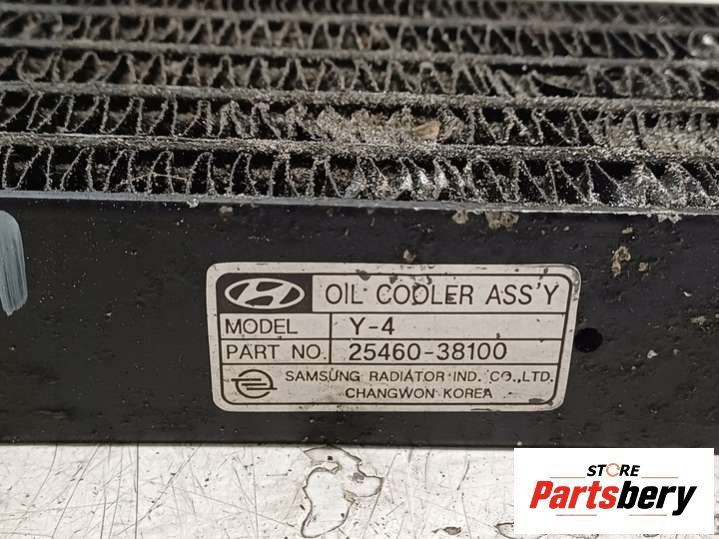 OIL COOLER ASS'Y
MODEL Y-4
PART NO. 25460-38100
SAMSUNG RADIATOR IND. CO.,LTD.
CHANGWON KOREA
STORE
Partsbery